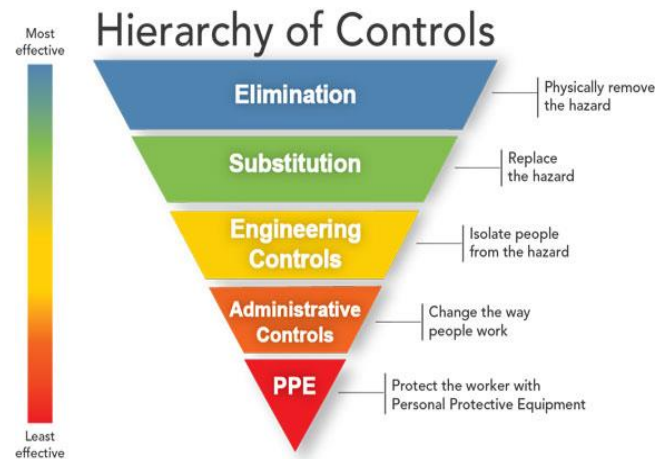 Hierarchy of Controls
Most
effective
Elimination
Physically remove
the hazard
Substitution
Replace
the hazard
Engineering
Controls
Isolate people
from the hazard
Administrative
Controls
Change the way
people work
PPE
Protect the worker with
Personal Protective Equipment
Least
effective